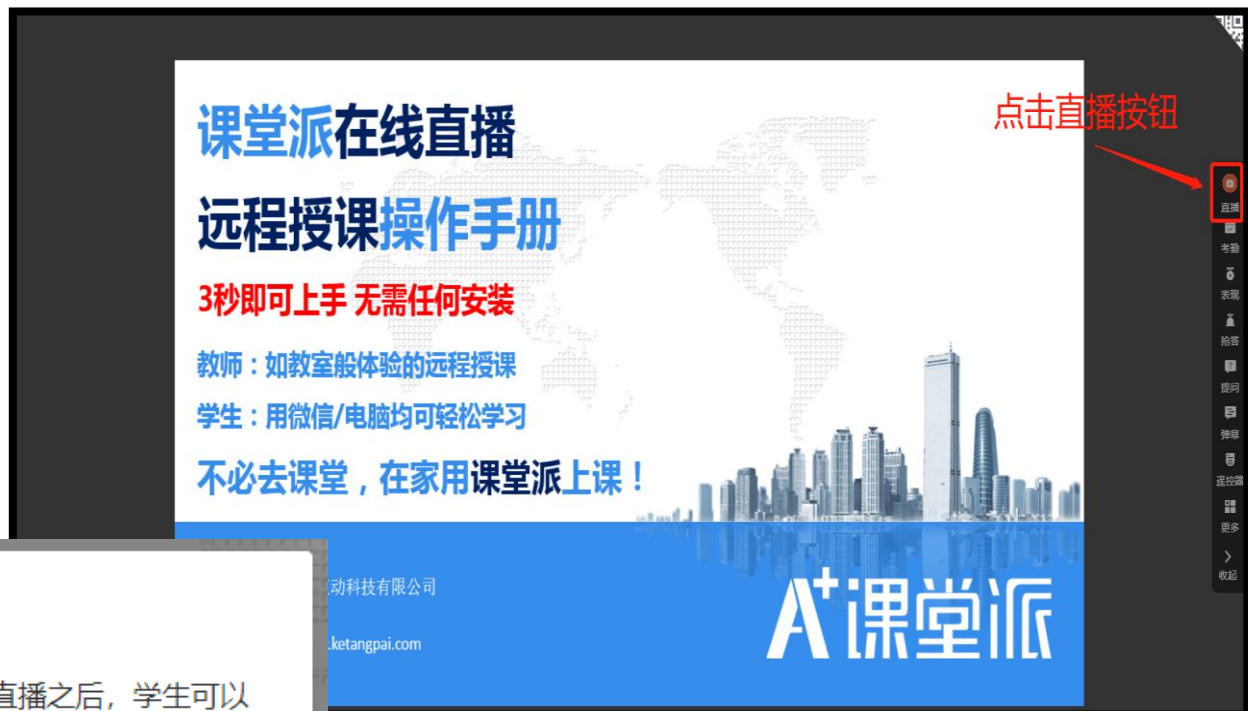 课堂派在线直播
远程授课操作手册
3秒即可上手 无需任何安装
教师：如教室般体验的远程授课
学生：用微信/电脑均可轻松学习
不必去课堂，在家用课堂派上课！
动科技有限公司
.ketangpai.com
A+课堂派
点击直播按钮
直播
考勤
表现
抢答
提问
弹幕
遥控器
更多
收起
直播之后，学生可以